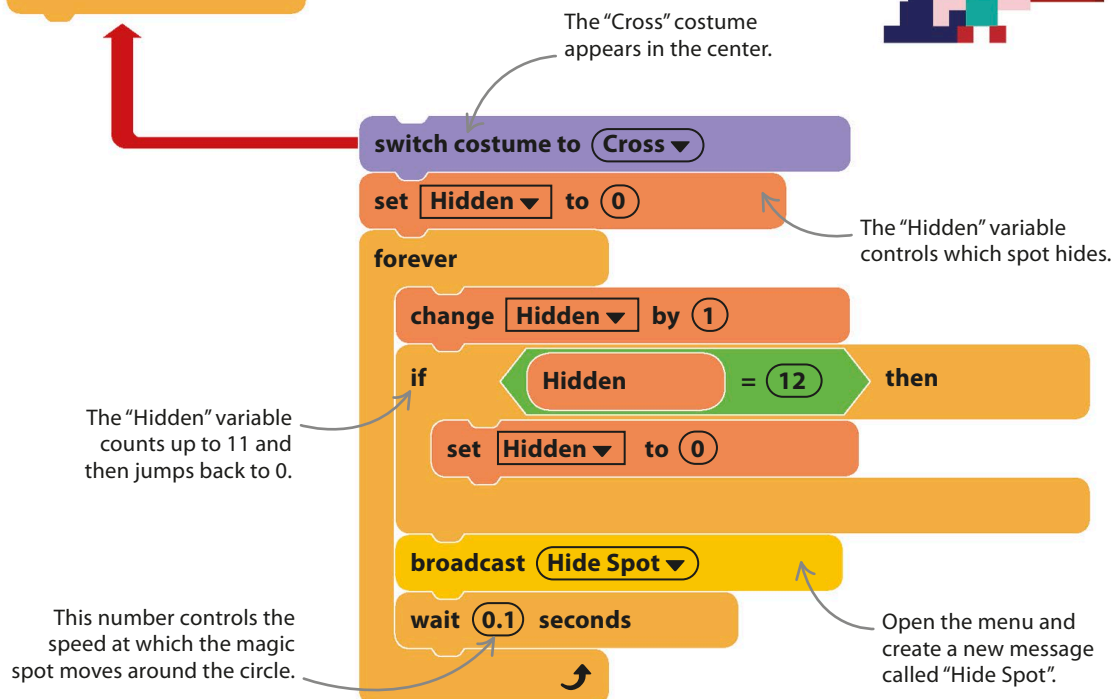 The “Cross” costume
appears in the center.
switch costume to Cross
set Hidden to 0
The “Hidden” variable
controls which spot hides.
forever
change Hidden by 1
if Hidden = 12 then
The “Hidden” variable
counts up to 11 and
then jumps back to 0.
set Hidden to 0
broadcast Hide Spot
This number controls the
speed at which the magic
spot moves around the circle.
wait 0.1 seconds
Open the menu and
create a new message
called “Hide Spot”.